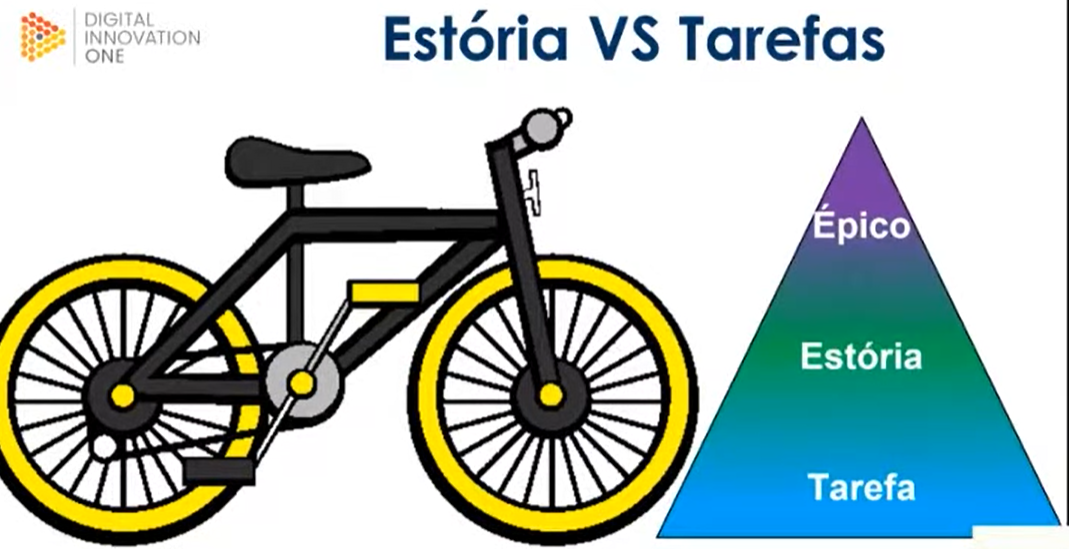 DIGITAL
INNOVATION
ONE
Estória VS Tarefas
Épico
Estória
Tarefa